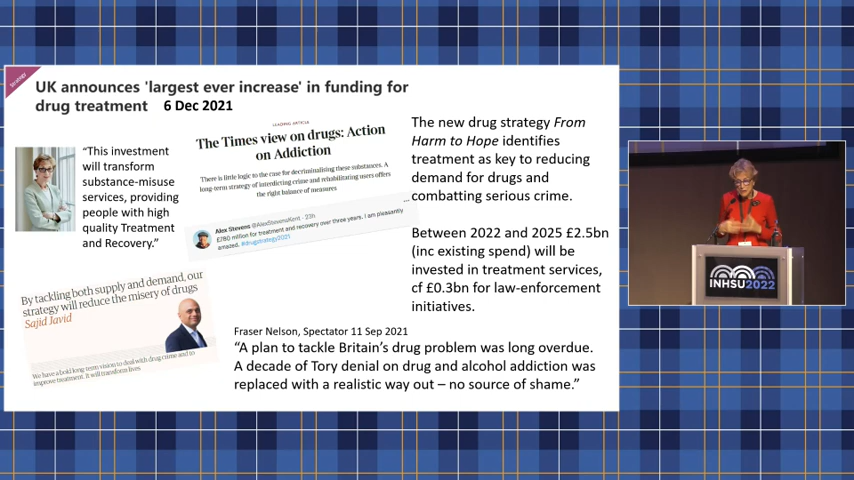 Strategy
UK announces 'largest ever increase' in funding for
drug treatment 6 Dec 2021
“This investment
will transform
substance-misuse
services, providing
people with high
quality Treatment
and Recovery.”
LEADING ARTICLE
The Times view on drugs: Action
on Addiction
There is little logic to the case for decriminalising these substances. A
long-term strategy of interdicting crime and rehabilitating users offers
the right balance of measures
Alex Stevens @AlexStevensKent · 23h
£780 million for treatment and recovery over three years. I am pleasantly
amazed. #drugstrategy2021
The new drug strategy From
Harm to Hope identifies
treatment as key to reducing
demand for drugs and
combatting serious crime.
Between 2022 and 2025 £2.5bn
(inc existing spend) will be
invested in treatment services,
cf £0.3bn for law-enforcement
initiatives.
By tackling both supply and demand, our
strategy will reduce the misery of drugs
Sajid Javid
We have a bold long-term vision to deal with drug crime and to
improve treatment. It will transform lives
Fraser Nelson, Spectator 11 Sep 2021
“A plan to tackle Britain’s drug problem was long overdue.
A decade of Tory denial on drug and alcohol addiction was
replaced with a realistic way out – no source of shame.”
INHSU2022